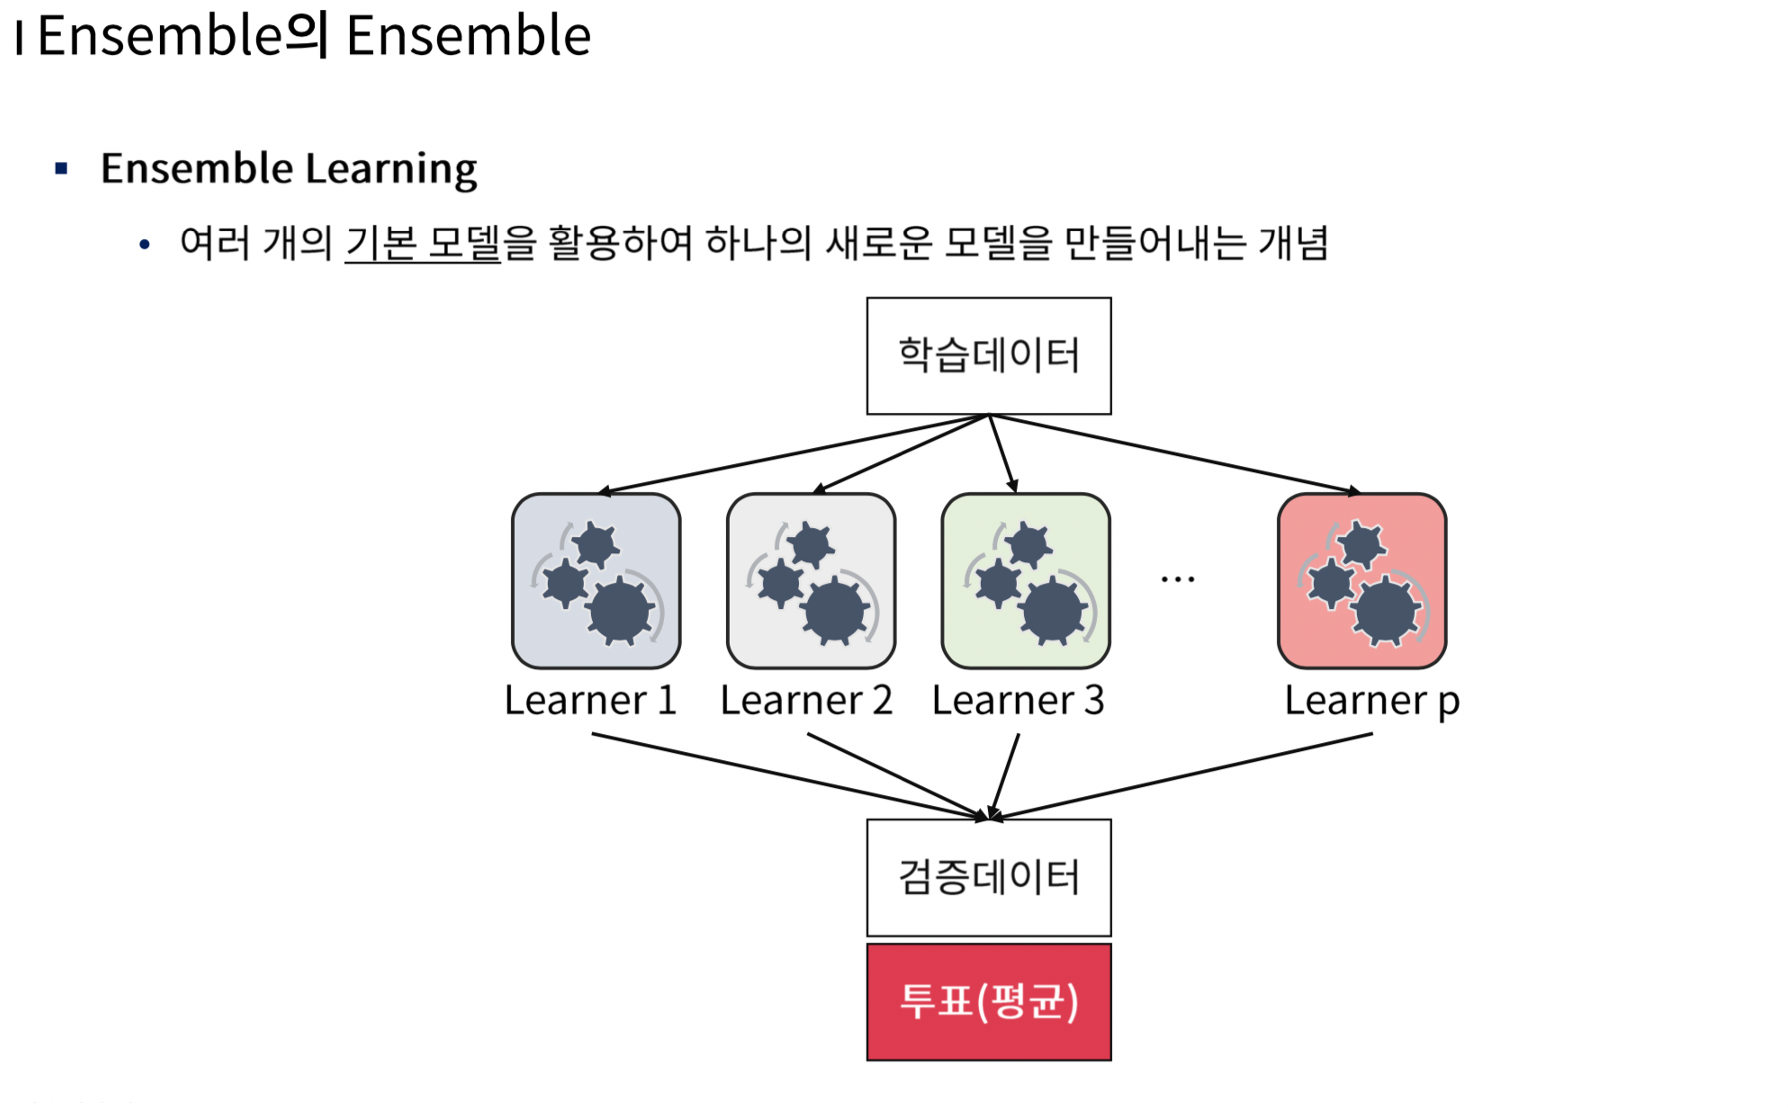 Ensemble의 Ensemble
▪ Ensemble Learning
• 여러 개의 기본 모델을 활용하여 하나의 새로운 모델을 만들어내는 개념
학습데이터
...
Learner 1 Learner 2 Learner 3 Learner p
검증데이터
투표(평균)